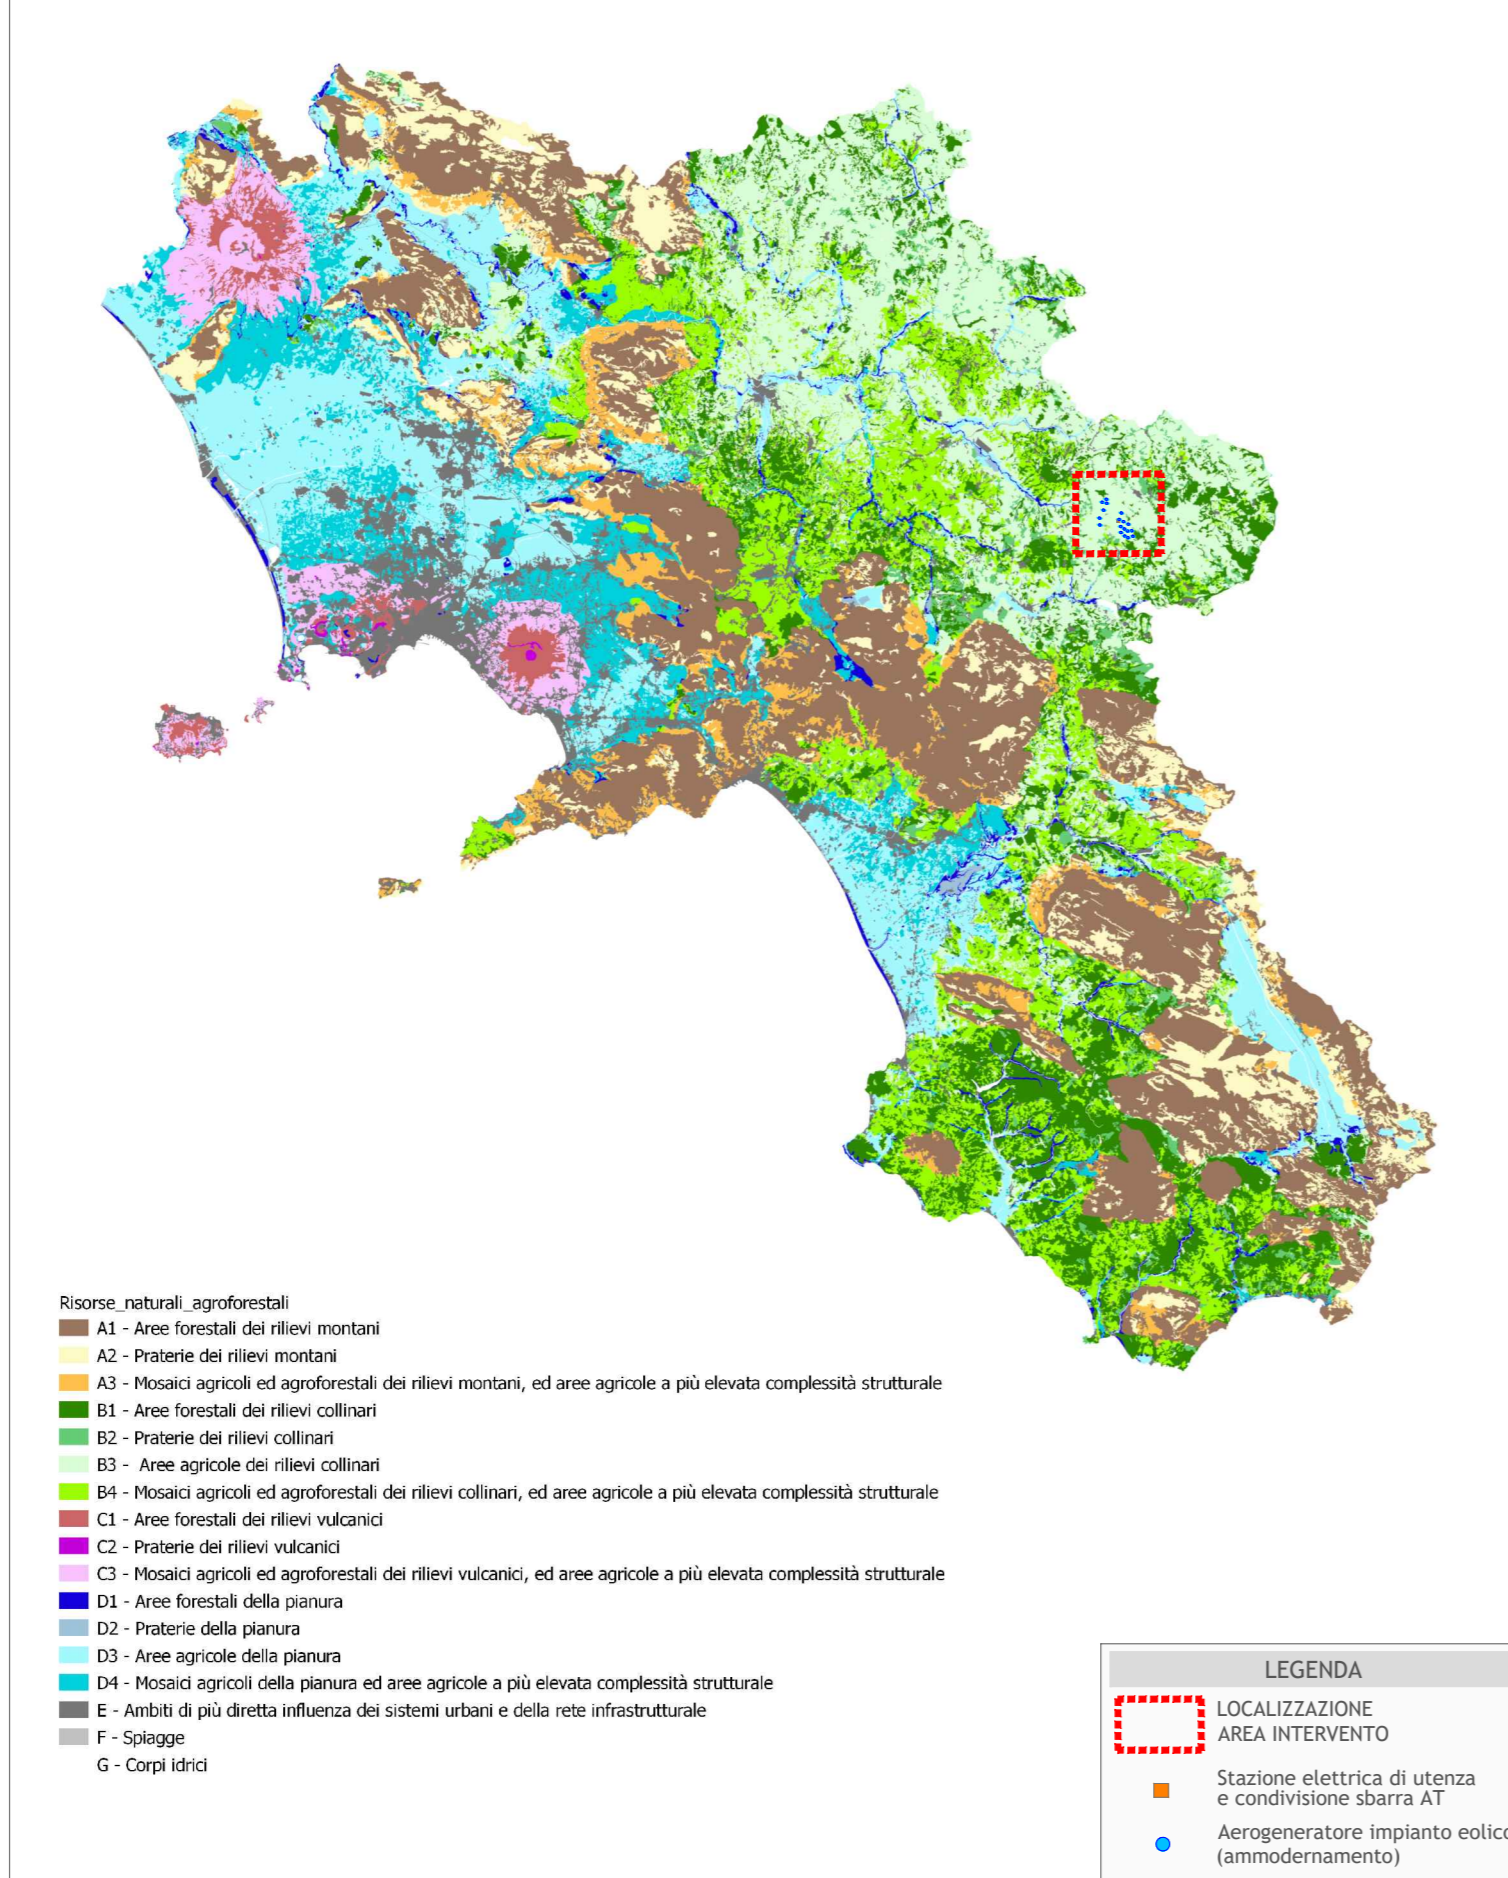 Risorse_naturali_agroforestali
A1 - Aree forestali dei rilievi montani
A2 - Praterie dei rilievi montani
A3 - Mosaici agricoli ed agroforestali dei rilievi montani, ed aree agricole a più elevata complessità strutturale
B1 - Aree forestali dei rilievi collinari
B2 - Praterie dei rilievi collinari
B3 - Aree agricole dei rilievi collinari
B4 - Mosaici agricoli ed agroforestali dei rilievi collinari, ed aree agricole a più elevata complessità strutturale
C1 - Aree forestali dei rilievi vulcanici
C2 - Praterie dei rilievi vulcanici
C3 - Mosaici agricoli ed agroforestali dei rilievi vulcanici, ed aree agricole a più elevata complessità strutturale
D1 - Aree forestali della pianura
D2 - Praterie della pianura
D3 - Aree agricole della pianura
D4 - Mosaici agricoli della pianura ed aree agricole a più elevata complessità strutturale
E - Ambiti di più diretta influenza dei sistemi urbani e della rete infrastrutturale
F - Spiagge
G - Corpi idrici
LEGENDA
LOCALIZZAZIONE
AREA INTERVENTO
Stazione elettrica di utenza
e condivisione sbarra AT
Aerogeneratore impianto eolico
(ammodernamento)